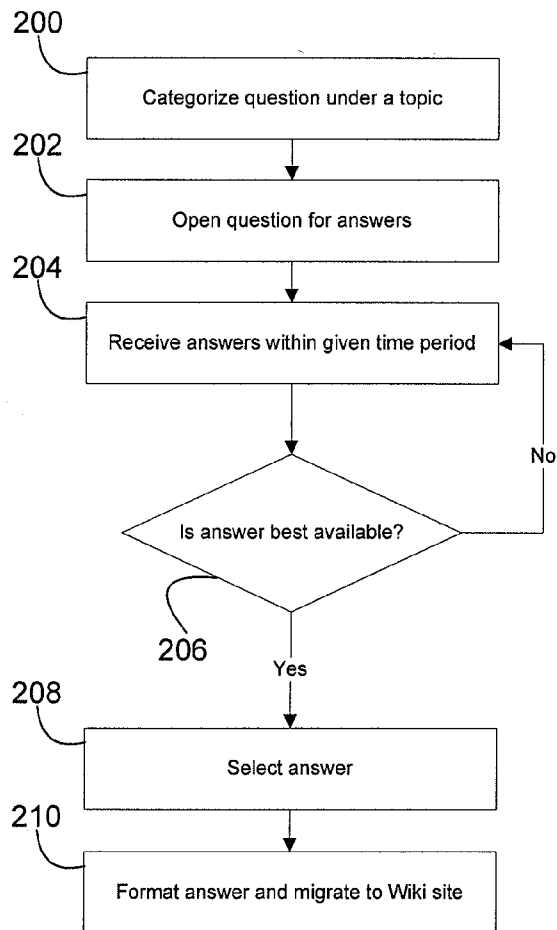 200
Categorize question under a topic
202
Open question for answers
204
Receive answers within given time period
No
Is answer best available?
206
Yes
208
Select answer
210
Format answer and migrate to Wiki site